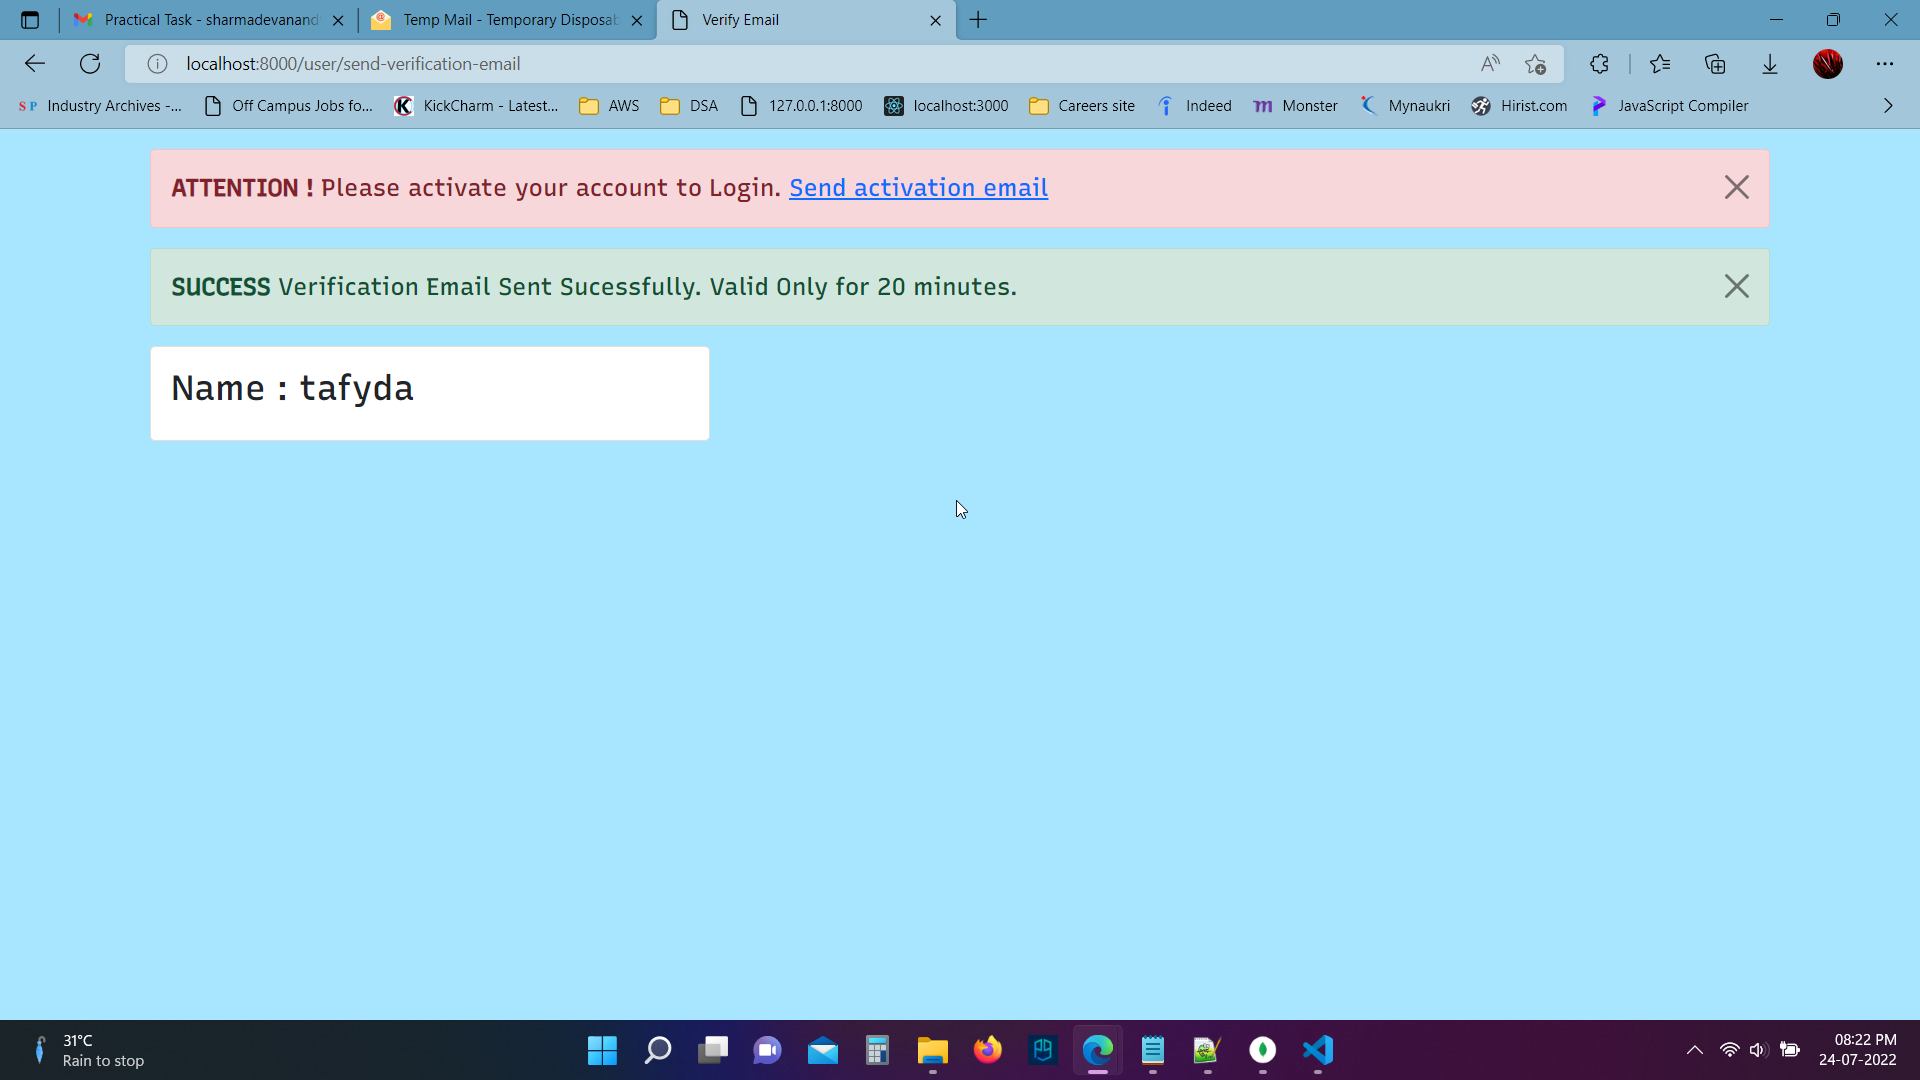 Practical Task - sharmadevanand
Temp Mail - Temporary Disposab
Verify Email
localhost:8000/user/send-verification-email
Industry Archives -...
Off Campus Jobs fo...
KickCharm - Latest...
AWS
DSA
127.0.0.1:8000
localhost:3000
Careers site
Indeed
Monster
Mynaukri
Hirist.com
JavaScript Compiler
ATTENTION ! Please activate your account to Login. Send activation email
SUCCESS Verification Email Sent Sucessfully. Valid Only for 20 minutes.
Name : tafyda
31°C
Rain to stop
08:22 PM
24-07-2022